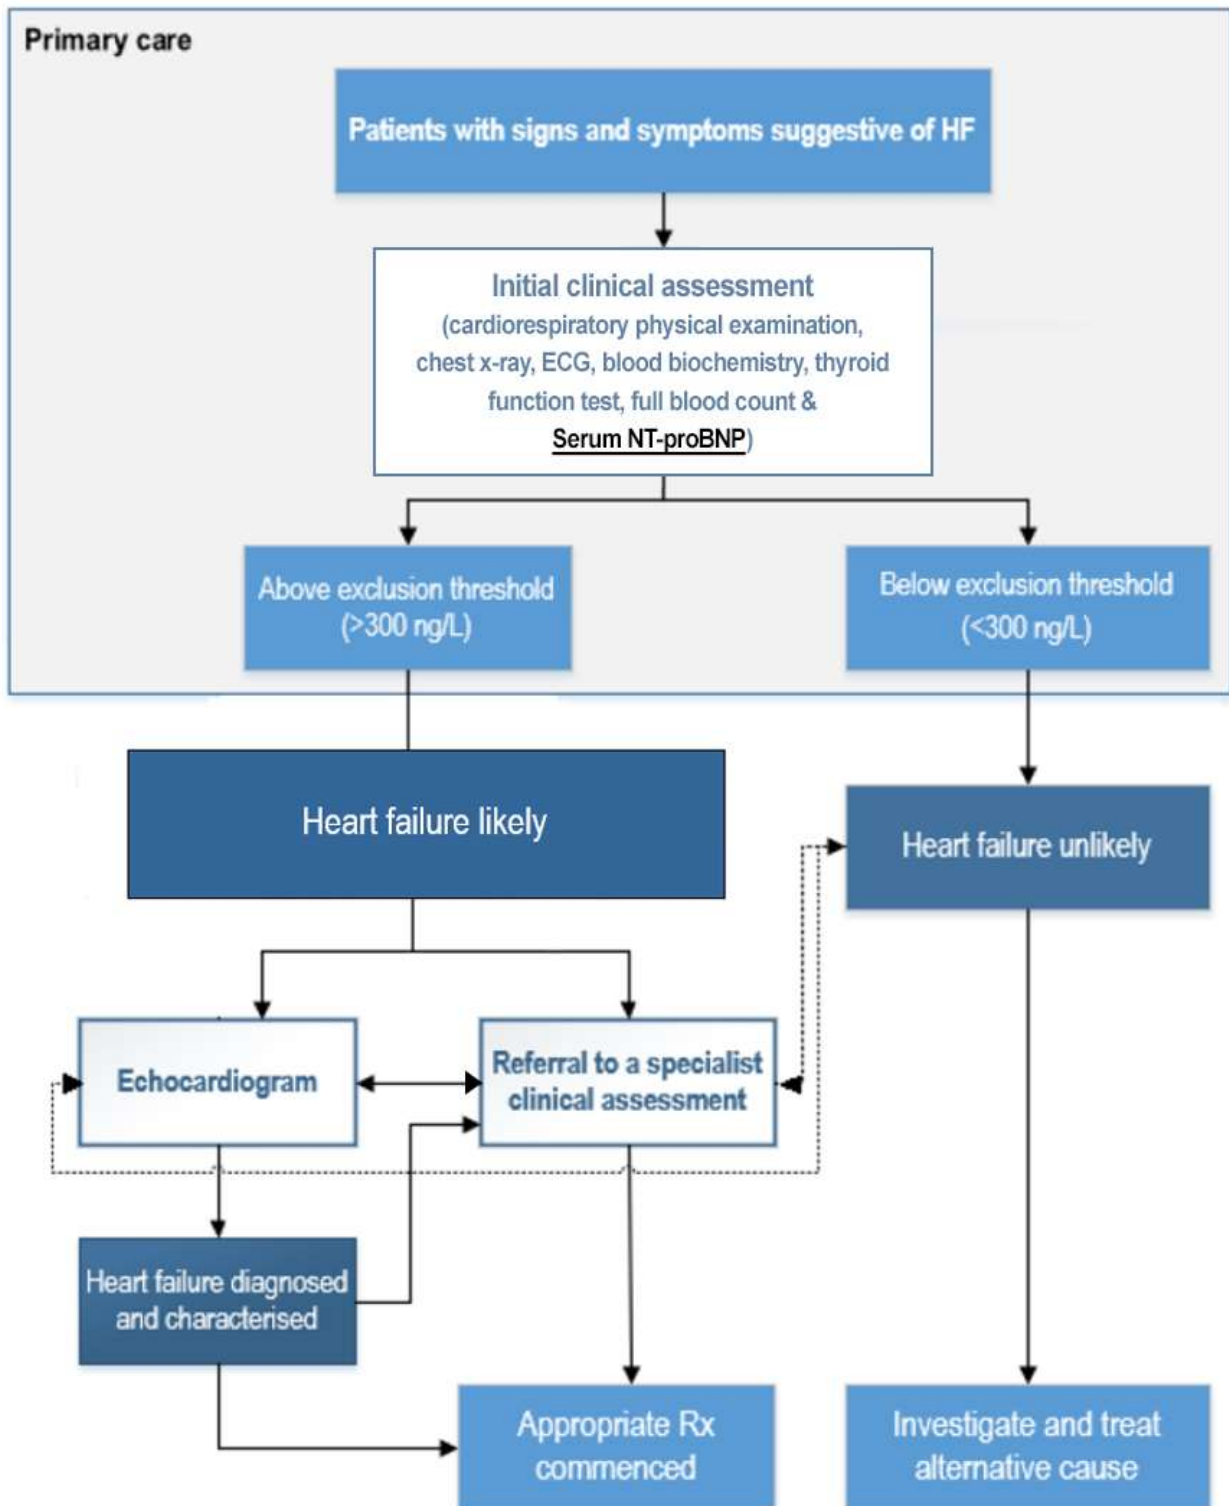 Primary care
Patients with signs and symptoms suggestive of HF
Initial clinical assessment
(cardiorespiratory physical examination,
chest x-ray, ECG, blood biochemistry, thyroid
function test, full blood count &
Serum NT-proBNP)
Above exclusion threshold
(>300 ng/L)
Below exclusion threshold
(<300 ng/L)
Heart failure likely
Heart failure unlikely
Echocardiogram
Referral to a specialist
clinical assessment
Heart failure diagnosed
and characterised
Appropriate Rx
commenced
Investigate and treat
alternative cause